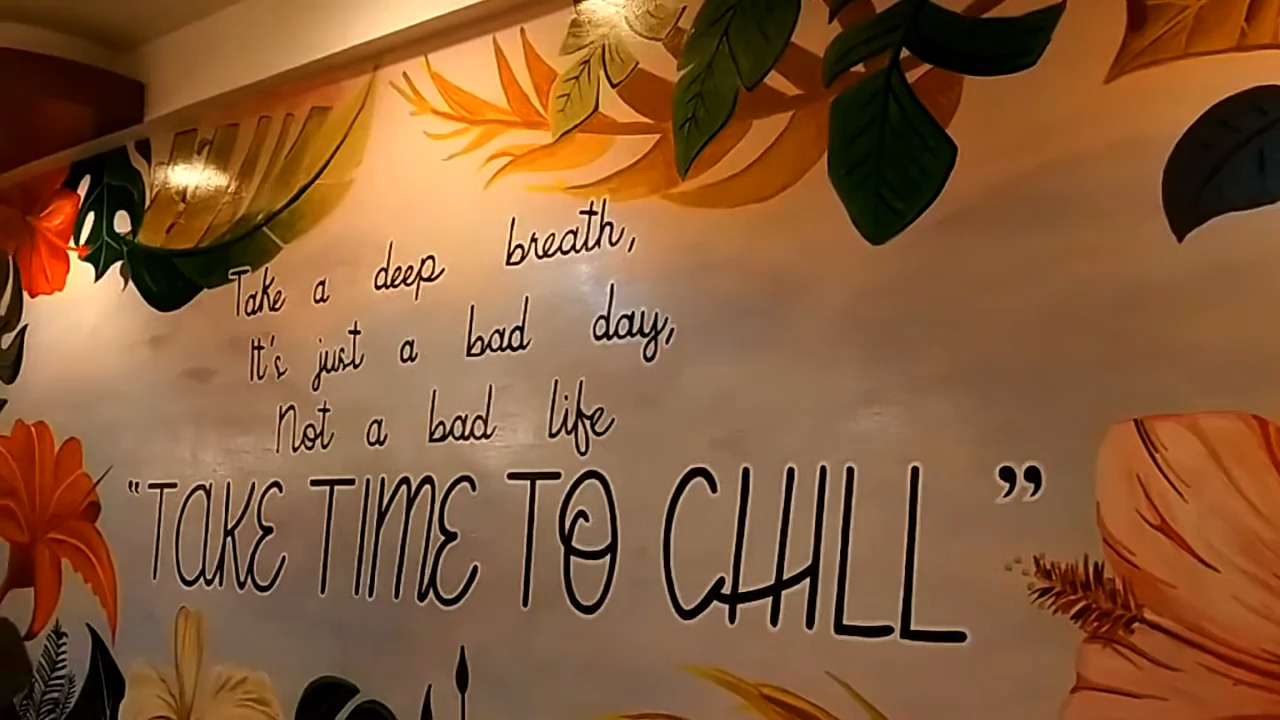 Take a deep breath,
It's just a bad day,
Not a bad life
“TAKE TIME TO CHILL”